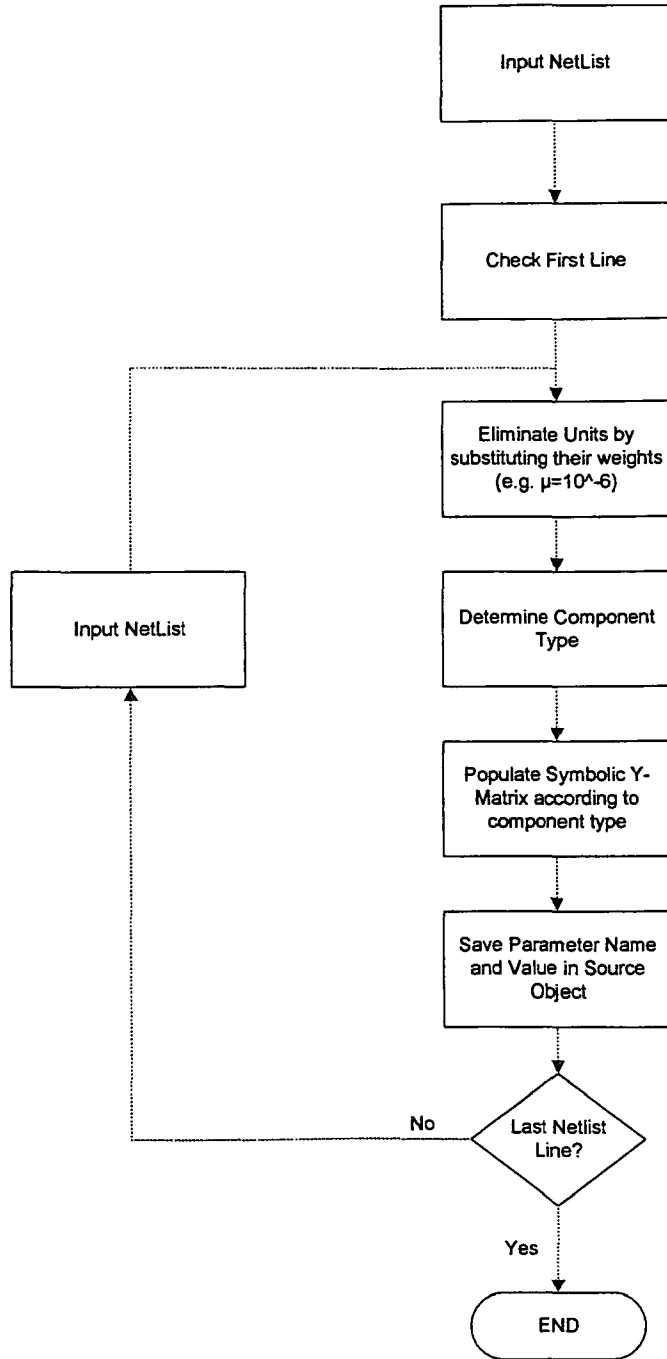 Input NetList
Check First Line
Eliminate Units by
substituting their weights
(e.g. µ=10^-6)
Input NetList
Determine Component
Type
Populate Symbolic Y-
Matrix according to
component type
Save Parameter Name
and Value in Source
Object
No
Last Netlist
Line?
Yes
END